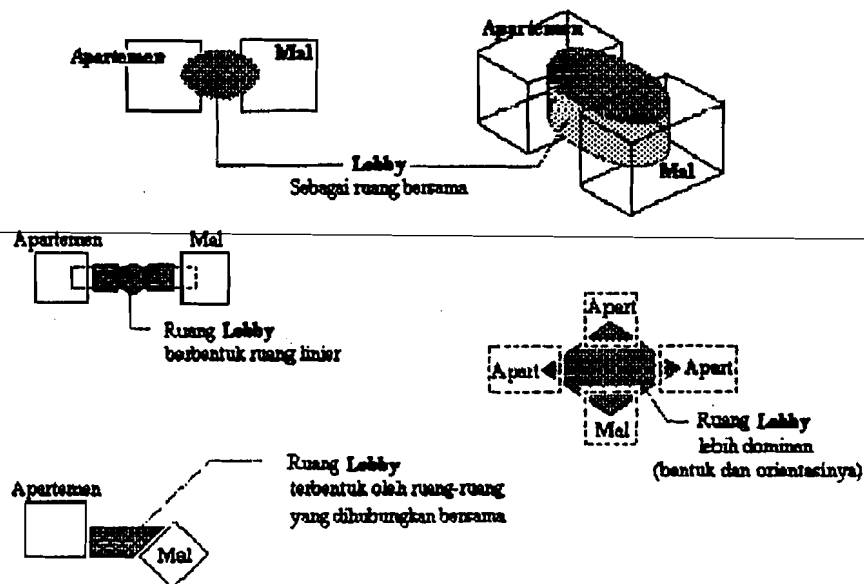 Apartemen
Mal
Apartemen
Mal
Lobby
Sebagai ruang bersama
Apartemen
Mal
Ruang Lobby
berbentuk ruang linier
Apart
Apart
Apart
Mal
Ruang Lobby
lebih dominan
(bentuk dan orientasinya)
Ruang Lobby
terbentuk oleh ruang-ruang
yang dihubungkan bersama
Apartemen
Mal